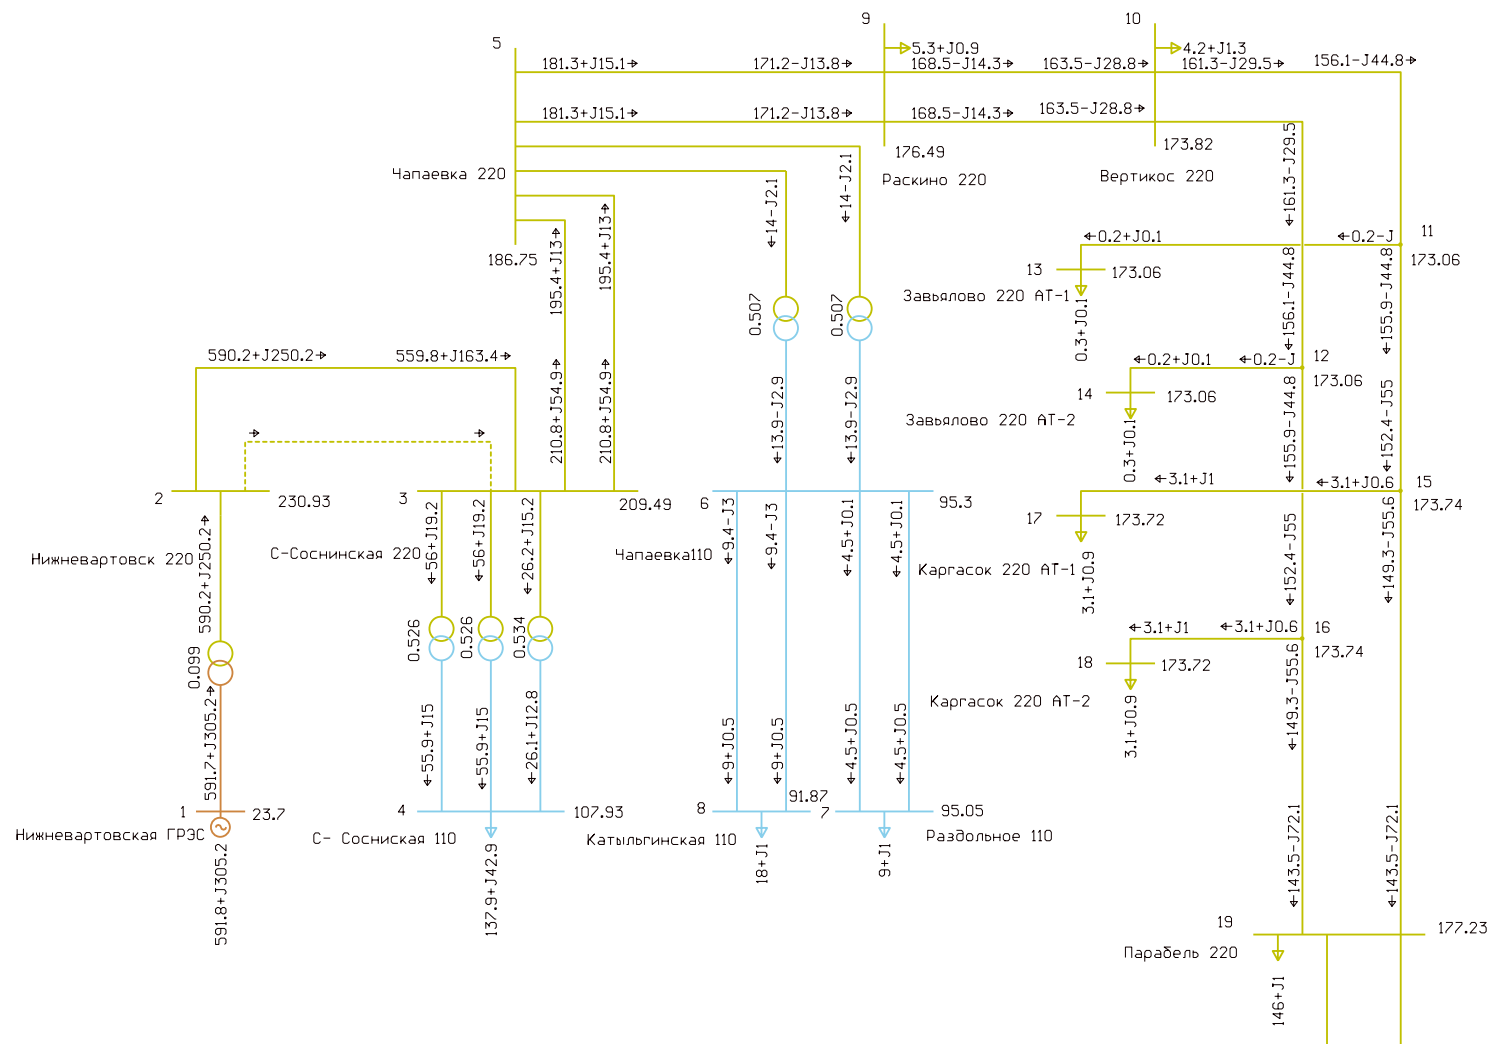 9
10
5
5.3+J0.9
4.2+J1.3
181.3+J15.1
171.2-J13.8
168.5-J14.3
163.5-J28.8
161.3-J29.5
156.1-J44.8
181.3+J15.1
171.2-J13.8
168.5-J14.3
163.5-J28.8
176.49
173.82
Чапаевка 220
Раскино 220
Вертикос 220
14-J2.1
14-J2.1
161.3-J29.5
186.75
195.4+J13
195.4+J13
0.2+J0.1
0.2-J
11
173.06
13
173.06
Завьялово 220 АТ-1
0.3+J0.1
156.1-J44.8
155.9-J44.8
0.507
0.507
590.2+J250.2
559.8+J163.4
0.2+J0.1
0.2-J
12
173.06
14
173.06
Завьялово 220 АТ-2
0.3+J0.1
210.8+J54.9
210.8+J54.9
13.9-J2.9
13.9-J2.9
155.9-J44.8
152.4-J55
2
230.93
3
209.49
6
95.3
3.1+J1
3.1+J0.6
15
173.74
17
173.72
Нижневартовск 220
С-Соснинская 220
Чапаевка110
Каргасок 220 АТ-1
3.1+J0.9
590.2+J250.2
56+J19.2
56+J19.2
26.2+J15.2
9.4-J3
9.4-J3
4.5+J0.1
4.5+J0.1
152.4-J55
149.3-J55.6
0.099
0.526
0.526
0.534
3.1+J1
3.1+J0.6
16
173.74
18
173.72
Каргасок 220 АТ-2
3.1+J0.9
591.7+J305.2
55.9+J15
55.9+J15
26.1+J12.8
9+J0.5
9+J0.5
4.5+J0.5
4.5+J0.5
149.3-J55.6
1
23.7
4
107.93
8
91.87
7
95.05
Нижневартовская ГРЭС
С- Сосниская 110
Катыльгинская 110
Раздольное 110
591.8+J305.2
137.9+J42.9
18+J1
9+J1
143.5-J72.1
143.5-J72.1
19
177.23
Парабель 220
146+J1